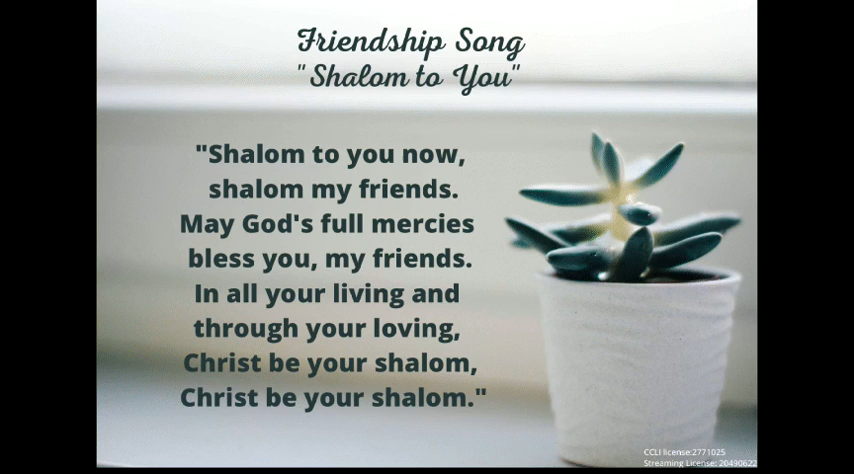 Friendship Song
"Shalom to You"
"Shalom to you now,
shalom my friends.
May God's full mercies
bless you, my friends.
In all your living and
through your loving,
Christ be your shalom,
Christ be your shalom."
CCLI license:2771025
Streaming License: 20490622